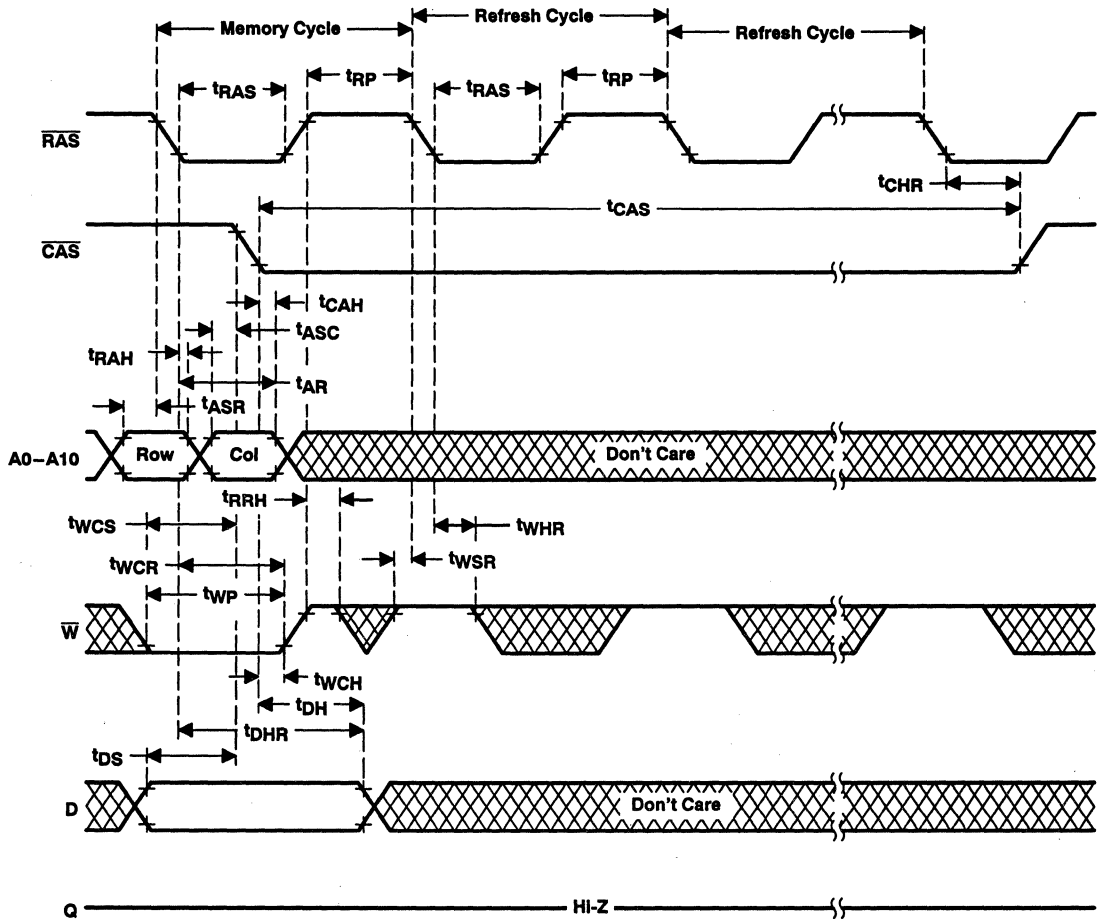 Memory Cycle
Refresh Cycle
Refresh Cycle
tRAS
tRP
tRAS
tRP
RAS
tCHR
tCAS
CAS
tCAH
tASC
tRAH
tAR
tASR
A0–A10
Row
Col
Don't Care
tRRH
tWCS
tWHR
tWSR
tWCR
tWP
W
tWCH
tDH
tDHR
tDS
D
Don't Care
Q
HI-Z